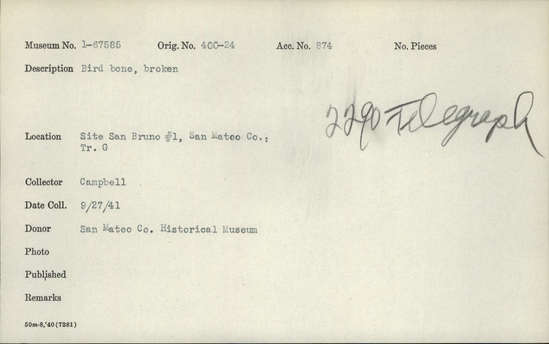 Museum No. 1-67585 Orig. No. 400-24 Acc. No. 874 No. Pieces
Description Bird bone, broken
2290 Telegraph
Location Site San Bruno #1, San Mateo Co.;
Tr. G
Collector Campbell
Date Coll. 9/27/41
Donor San Mateo Co. Historical Museum
Photo
Published
Remarks
50m-8,'40(7881)